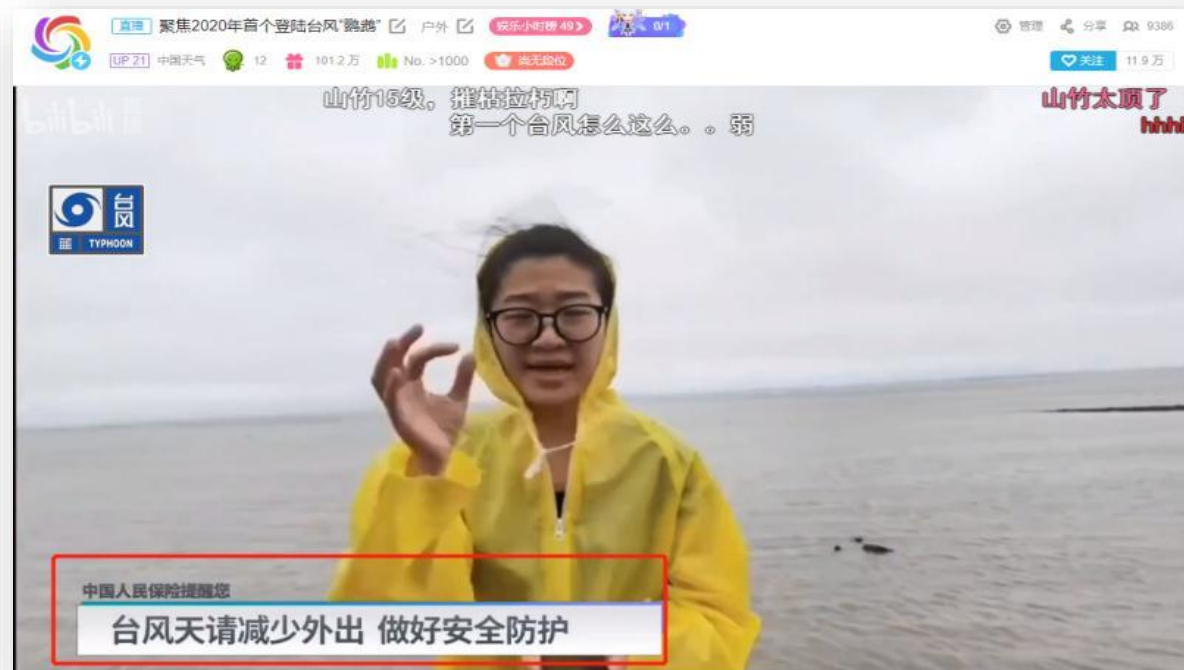 直播 聚焦2020年首个登陆台风"鹦鹉" 户外 娱乐小时榜 49 > 0/1 管理 分享 9386
UP 21 中国天气 12 101.2万 No. >1000 尚无段位 关注 11.9万
bilibili 直播
山竹15级，摧枯拉朽啊
山竹太顶了
第一个台风怎么这么。。弱
台风
蓝 TYPHOON
中国人民保险提醒您
台风天请减少外出 做好安全防护